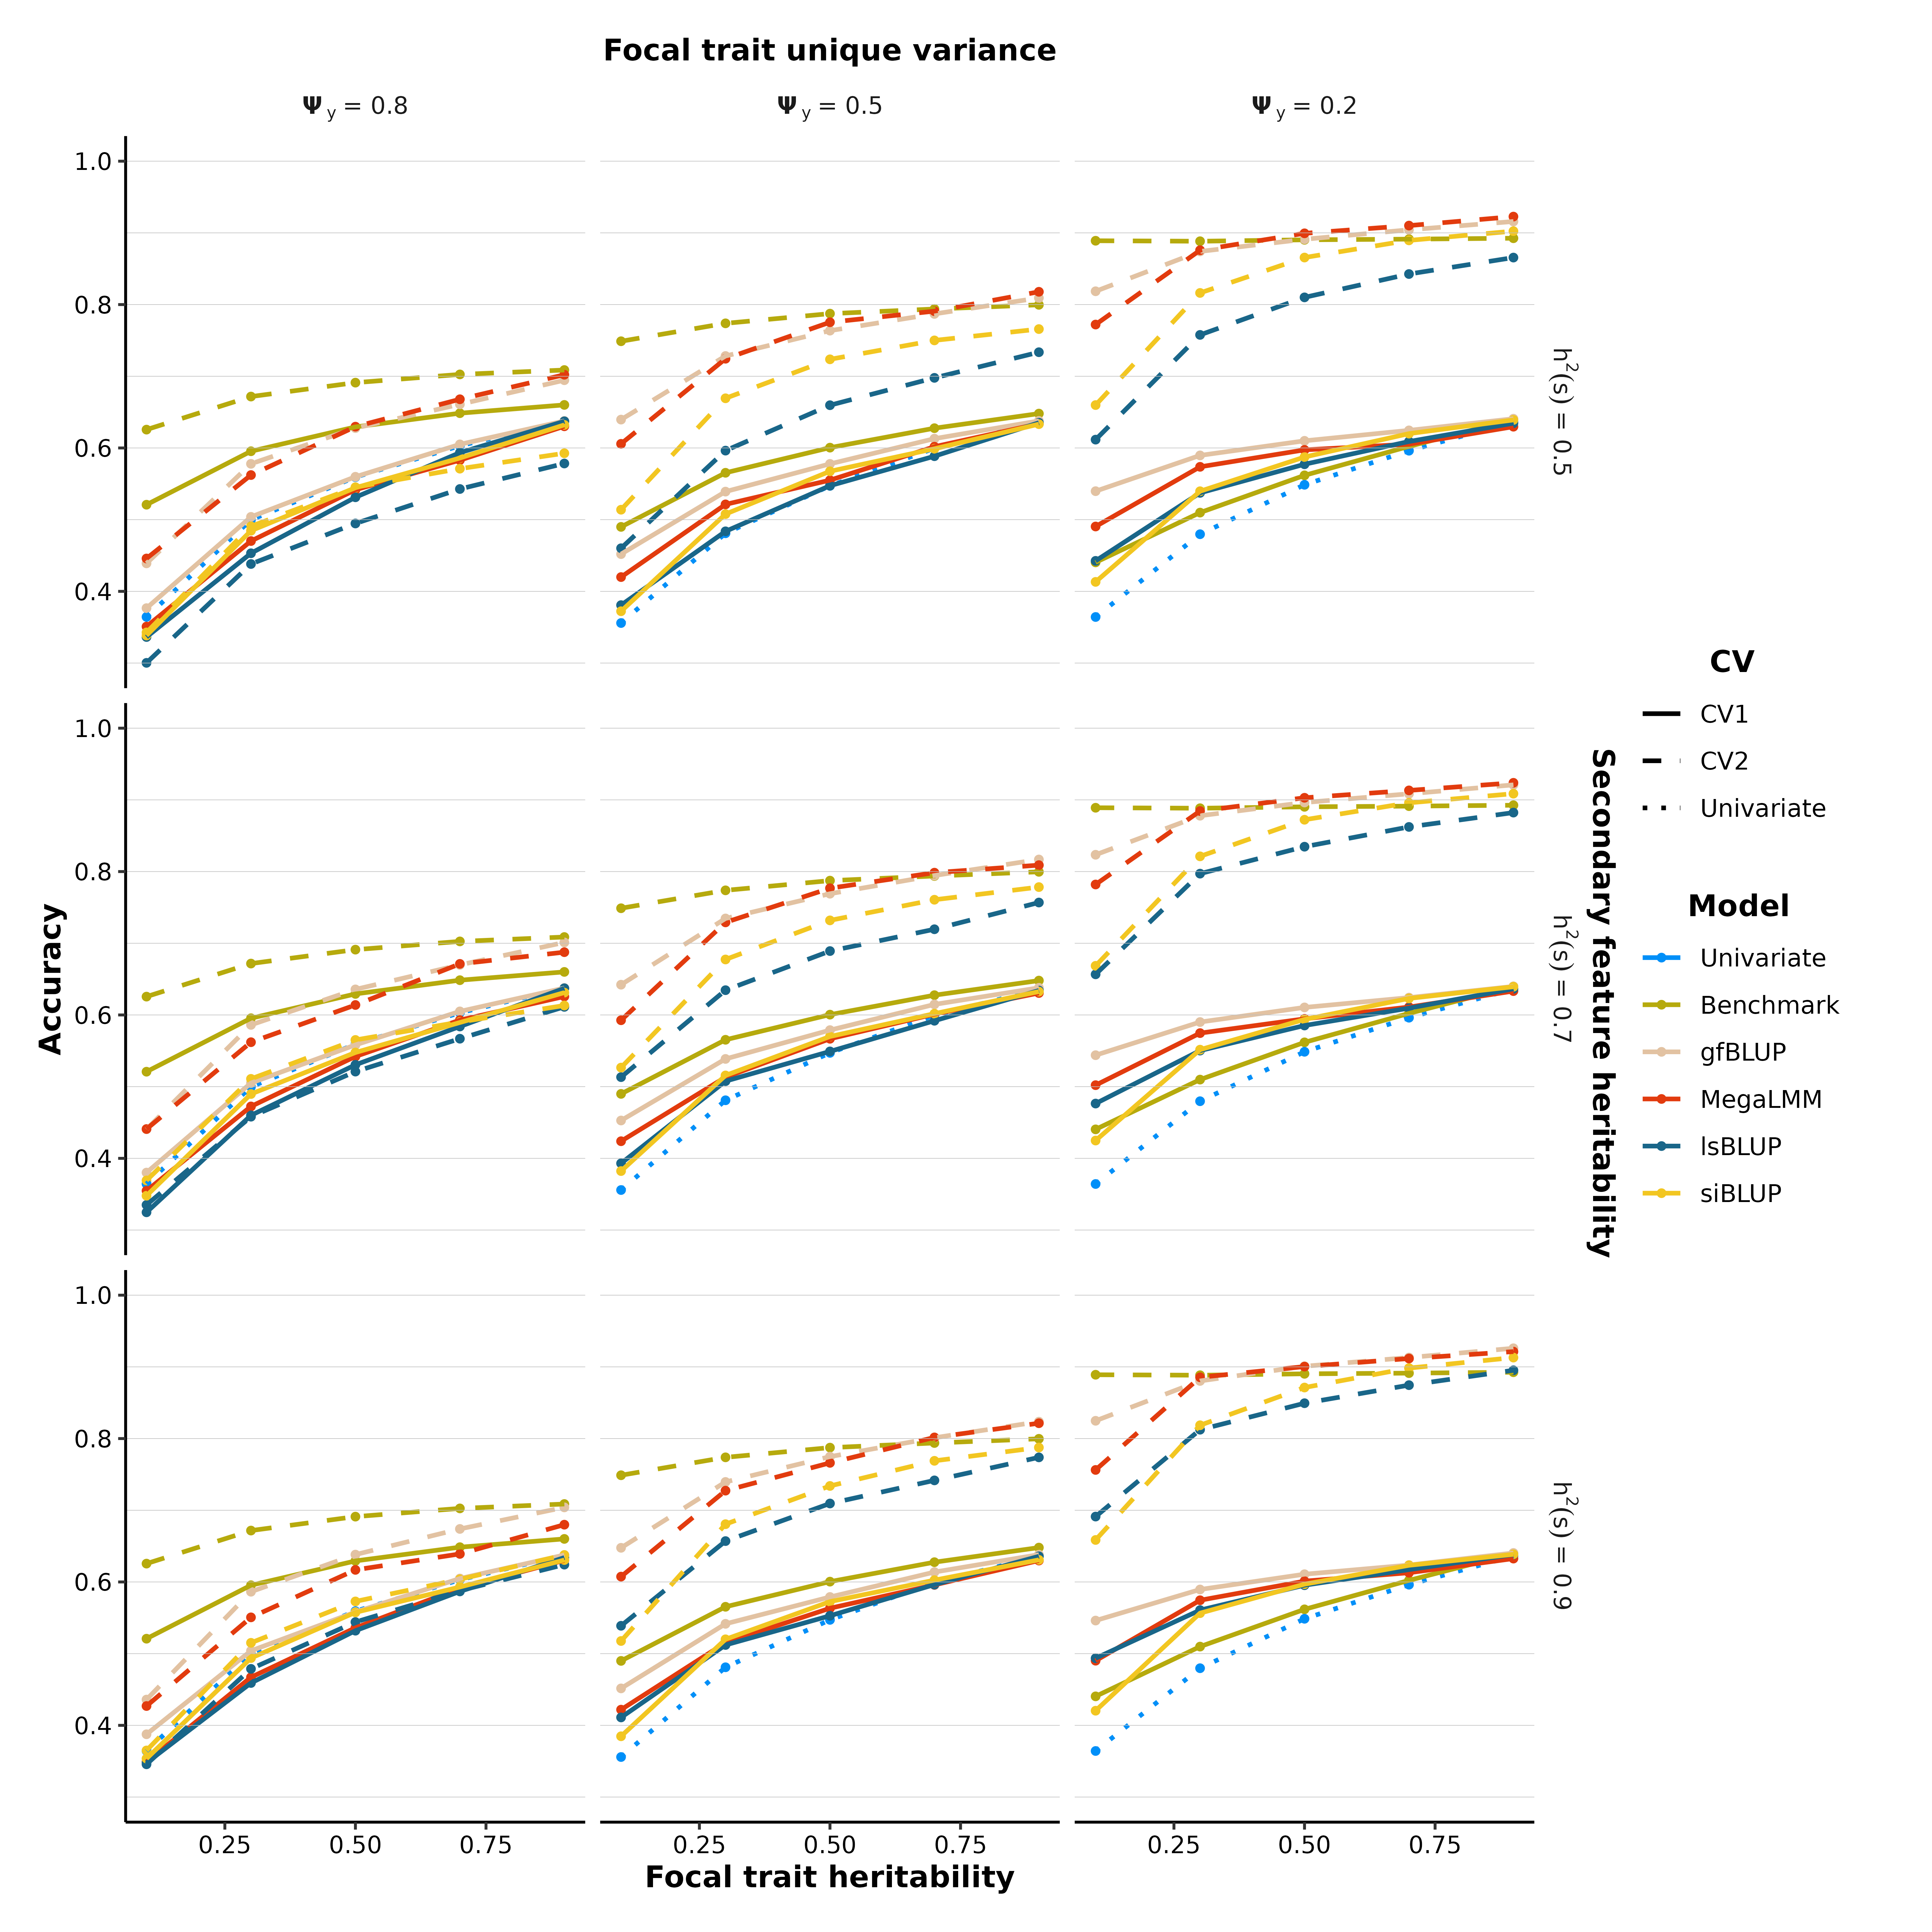 Focal trait unique variance
Ψy = 0.8
Ψy = 0.5
Ψy = 0.2
1.0
0.8
0.6
0.4
h²(s) = 0.5
1.0
0.8
0.6
0.4
h²(s) = 0.7
1.0
0.8
0.6
0.4
h²(s) = 0.9
Accuracy
Secondary feature heritability
0.25 0.50 0.75
0.25 0.50 0.75
0.25 0.50 0.75
Focal trait heritability
CV
CV1
CV2
Univariate
Model
Univariate
Benchmark
gfBLUP
MegaLMM
lsBLUP
siBLUP